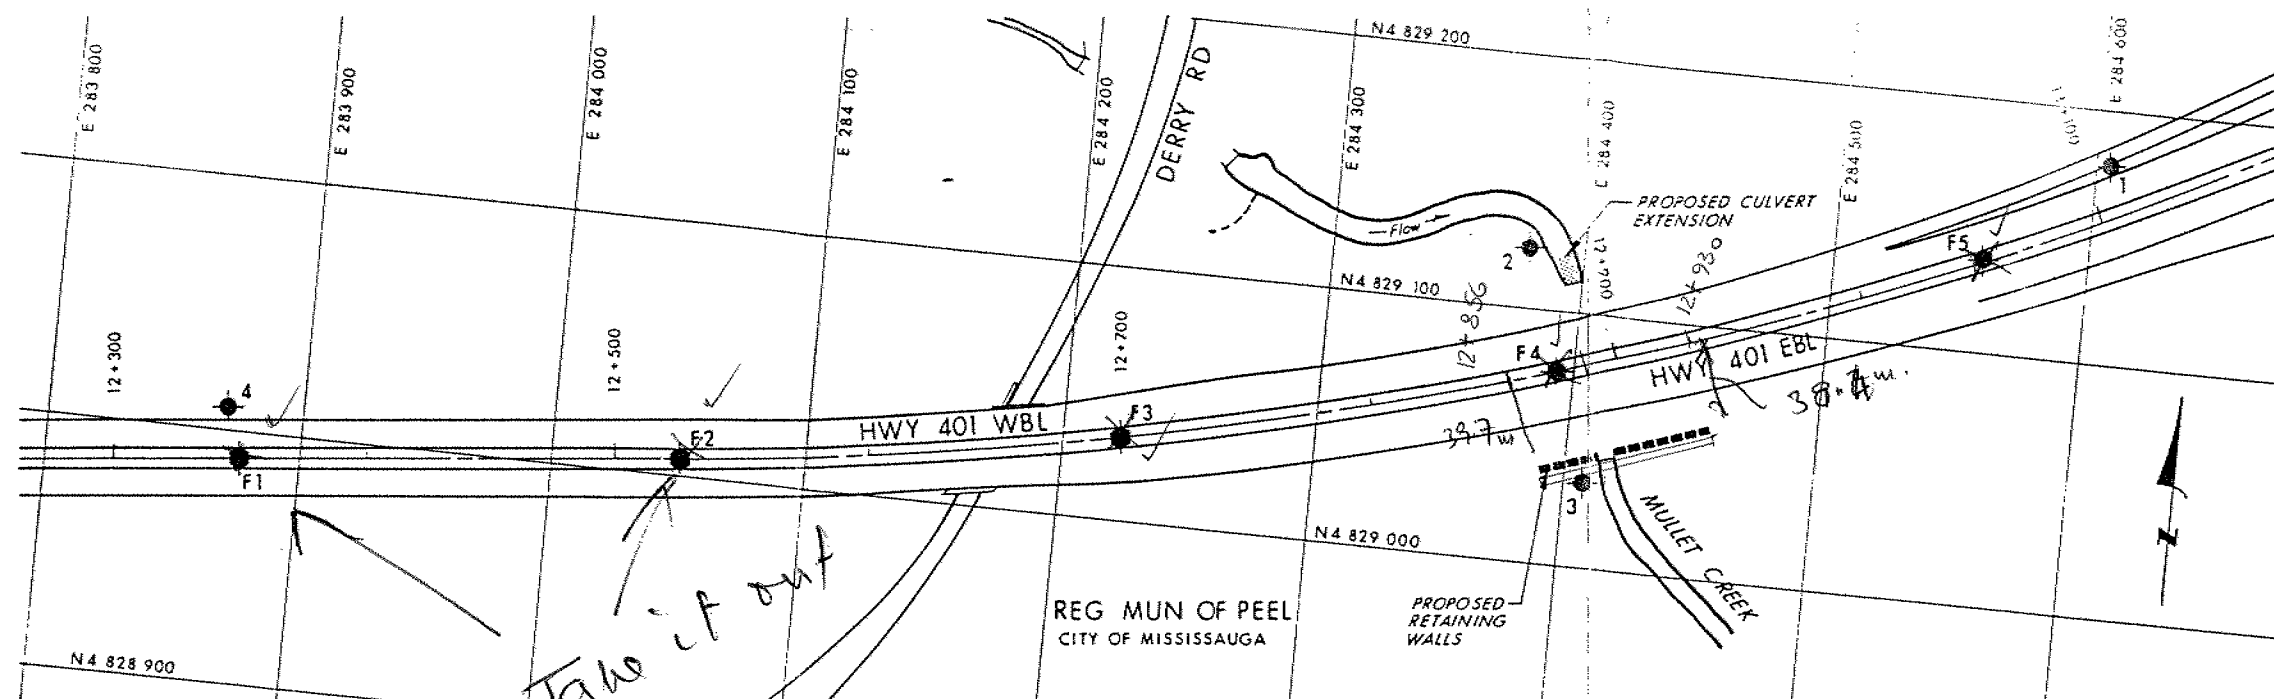 E 283 800
E 283 900
E 284 000
E 284 100
E 284 200
E 284 300
E 284 400
E 284 500
E 284 600
N4 829 200
DERRY RD
PROPOSED CULVERT
EXTENSION
Flow
2
1
F5
N4 829 100
12+856
12+900
12+930
12+300
12+500
12+700
4
F1
F2
F3
F4
HWY 401 WBL
HWY 401 EBL
39.7 m
3
MULLET CREEK
N4 829 000
Take it out
REG MUN OF PEEL
CITY OF MISSISSAUGA
PROPOSED
RETAINING
WALLS
N4 828 900
N